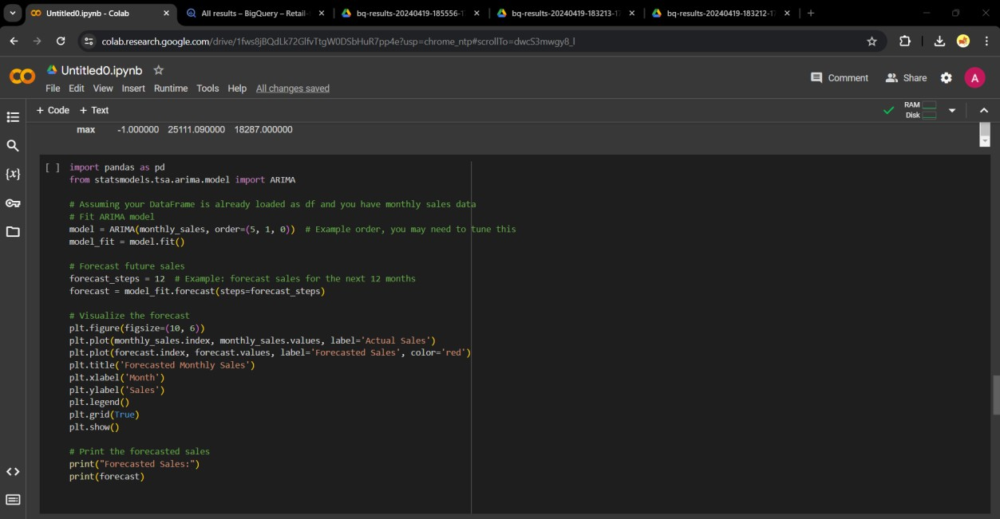 Untitled0.ipynb - Colab
All results – BigQuery – Retail-
bq-results-20240419-185556-1
bq-results-20240419-183213-1
bq-results-20240419-183212-1
colab.research.google.com/drive/1fws8jBQdLk72GlfvTtgW0DSbHuR7pp4e?usp=chrome_ntp#scrollTo=dwcS3mwgy8_l
Untitled0.ipynb
Comment
Share
A
File Edit View Insert Runtime Tools Help All changes saved
+ Code + Text
RAM
Disk
max -1.000000 25111.090000 18287.000000
{x}
[ ] import pandas as pd
from statsmodels.tsa.arima.model import ARIMA
# Assuming your DataFrame is already loaded as df and you have monthly sales data
# Fit ARIMA model
model = ARIMA(monthly_sales, order=(5, 1, 0)) # Example order, you may need to tune this
model_fit = model.fit()
# Forecast future sales
forecast_steps = 12 # Example: forecast sales for the next 12 months
forecast = model_fit.forecast(steps=forecast_steps)
# Visualize the forecast
plt.figure(figsize=(10, 6))
plt.plot(monthly_sales.index, monthly_sales.values, label='Actual Sales')
plt.plot(forecast.index, forecast.values, label='Forecasted Sales', color='red')
plt.title('Forecasted Monthly Sales')
plt.xlabel('Month')
plt.ylabel('Sales')
plt.legend()
plt.grid(True)
plt.show()
# Print the forecasted sales
print("Forecasted Sales:")
print(forecast)